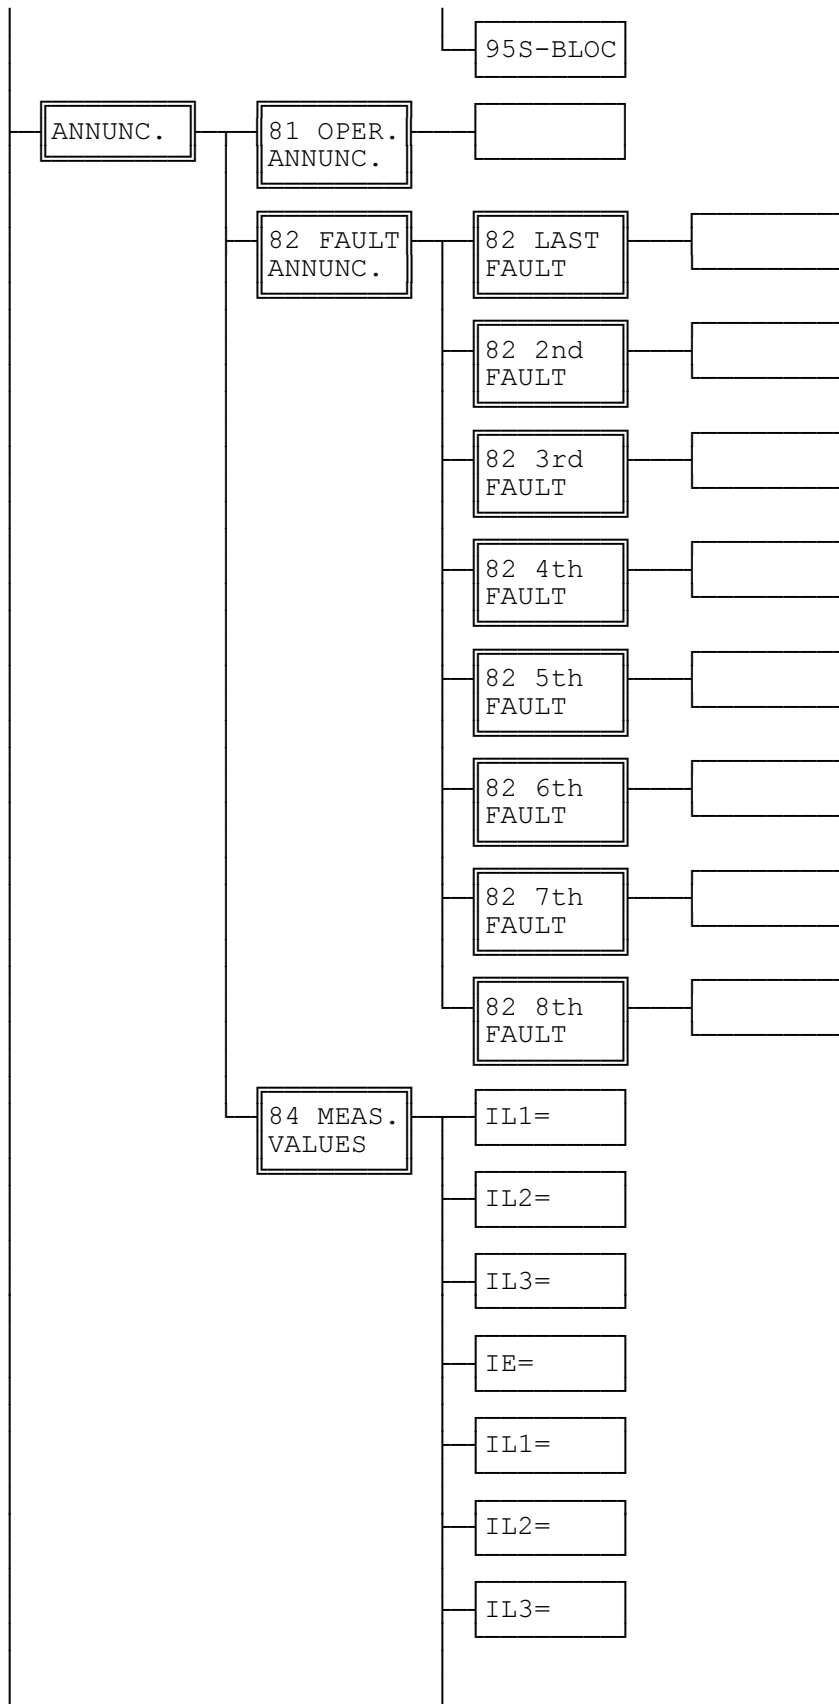 95S-BLOC
ANNUNC.
81 OPER.
ANNUNC.
82 FAULT
ANNUNC.
82 LAST
FAULT
82 2nd
FAULT
82 3rd
FAULT
82 4th
FAULT
82 5th
FAULT
82 6th
FAULT
82 7th
FAULT
82 8th
FAULT
84 MEAS.
VALUES
IL1=
IL2=
IL3=
IE=
IL1=
IL2=
IL3=